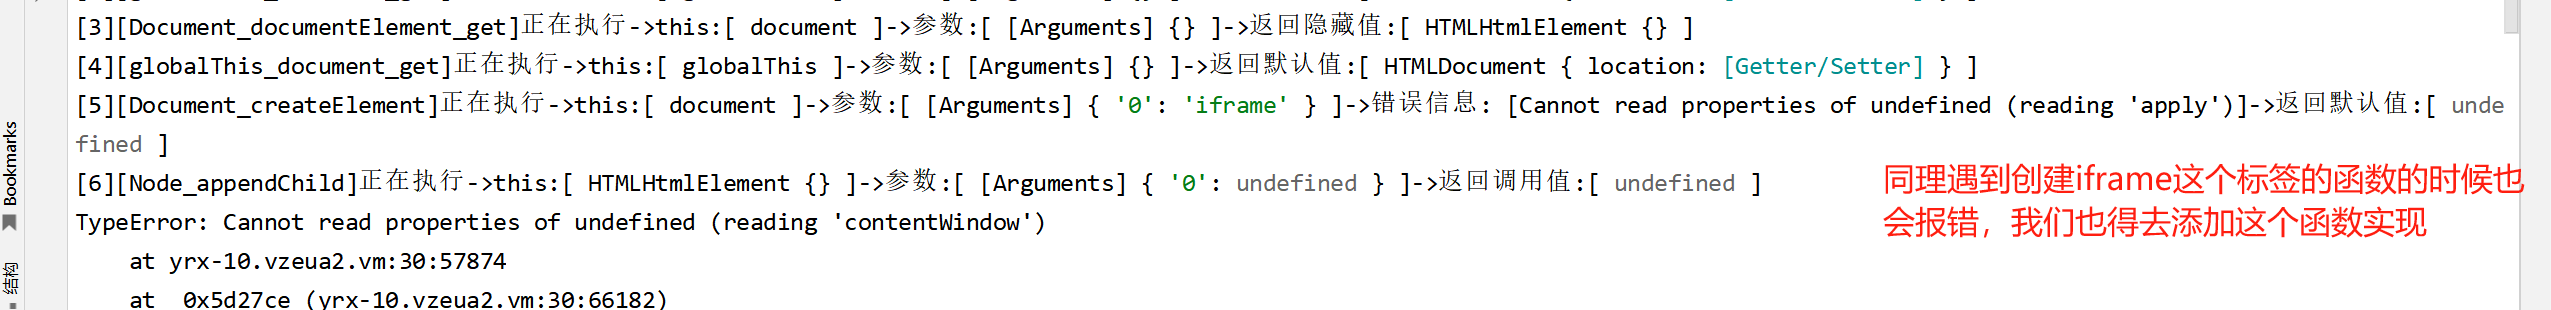 [3][Document_documentElement_get]正在执行->this:[ document ]->参数:[ [Arguments] {} ]->返回隐藏值:[ HTMLHtmlElement {} ]
[4][globalThis_document_get]正在执行->this:[ globalThis ]->参数:[ [Arguments] {} ]->返回默认值:[ HTMLDocument { location: [Getter/Setter] } ]
[5][Document_createElement]正在执行->this:[ document ]->参数:[ [Arguments] { '0': 'iframe' } ]->错误信息: [Cannot read properties of undefined (reading 'apply')]->返回默认值:[ unde
fined ]
[6][Node_appendChild]正在执行->this:[ HTMLHtmlElement {} ]->参数:[ [Arguments] { '0': undefined } ]->返回调用值:[ undefined ]
TypeError: Cannot read properties of undefined (reading 'contentWindow')
at yrx-10.vzeua2.vm:30:57874
at  0x5d27ce (yrx-10.vzeua2.vm:30:66182)
同理遇到创建iframe这个标签的函数的时候也
会报错，我们也得去添加这个函数实现
Bookmarks
结构